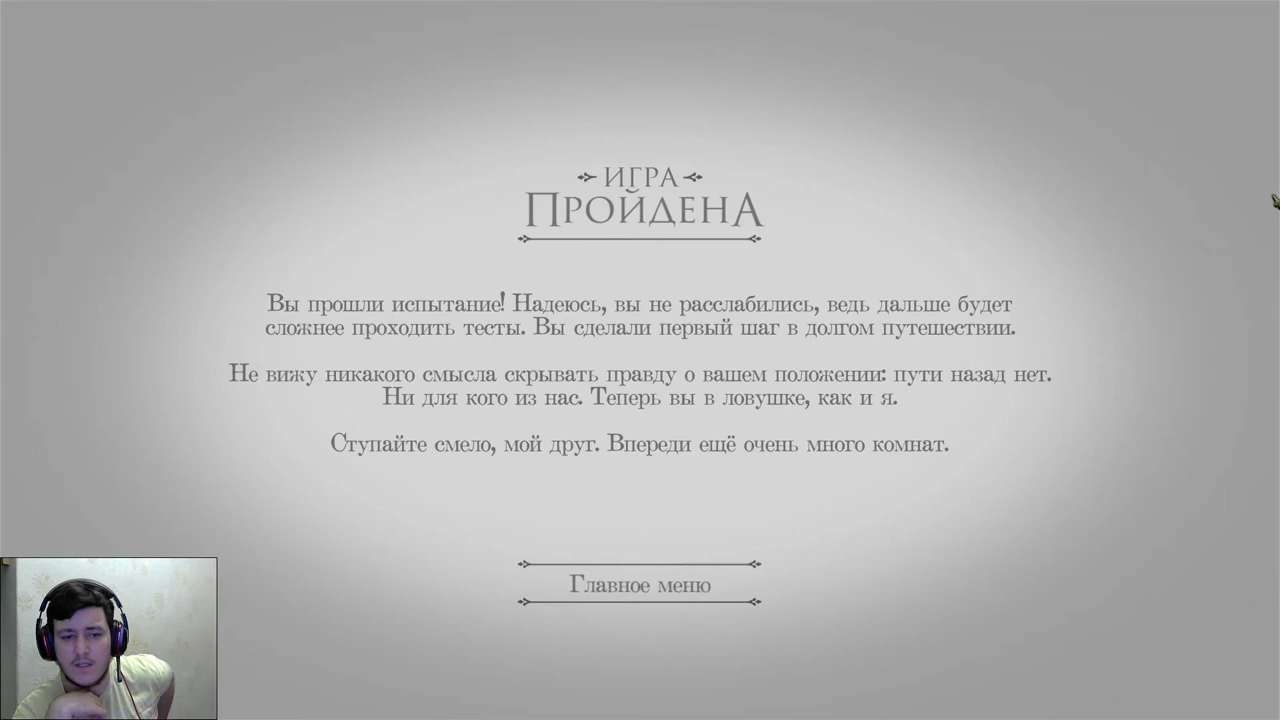 ИГРА
ПРОЙДЕНА
Вы прошли испытание! Надеюсь, вы не расслабились, ведь дальше будет
сложнее проходить тесты. Вы сделали первый шаг в долгом путешествии.
Не вижу никакого смысла скрывать правду о вашем положении: пути назад нет.
Ни для кого из нас. Теперь вы в ловушке, как и я.
Ступайте смело, мой друг. Впереди ещё очень много комнат.
Главное меню